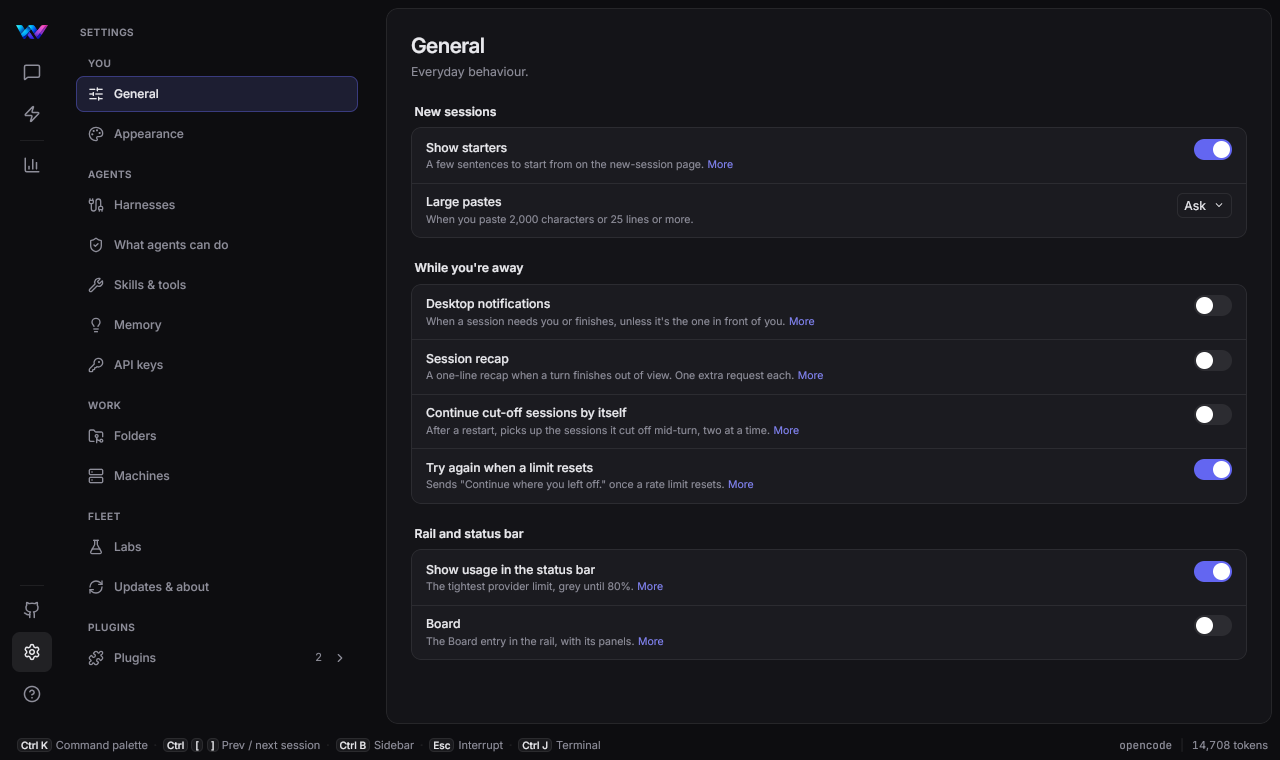 SETTINGS
YOU
General
Appearance
AGENTS
Harnesses
What agents can do
Skills & tools
Memory
API keys
WORK
Folders
Machines
FLEET
Labs
Updates & about
PLUGINS
Plugins 2
General
Everyday behaviour.
New sessions
Show starters
A few sentences to start from on the new-session page. More
Large pastes
When you paste 2,000 characters or 25 lines or more.
Ask
While you're away
Desktop notifications
When a session needs you or finishes, unless it's the one in front of you. More
Session recap
A one-line recap when a turn finishes out of view. One extra request each. More
Continue cut-off sessions by itself
After a restart, picks up the sessions it cut off mid-turn, two at a time. More
Try again when a limit resets
Sends "Continue where you left off." once a rate limit resets. More
Rail and status bar
Show usage in the status bar
The tightest provider limit, grey until 80%. More
Board
The Board entry in the rail, with its panels. More
Ctrl K Command palette · Ctrl [ ] Prev / next session · Ctrl B Sidebar · Esc Interrupt · Ctrl J Terminal
opencode 14,708 tokens